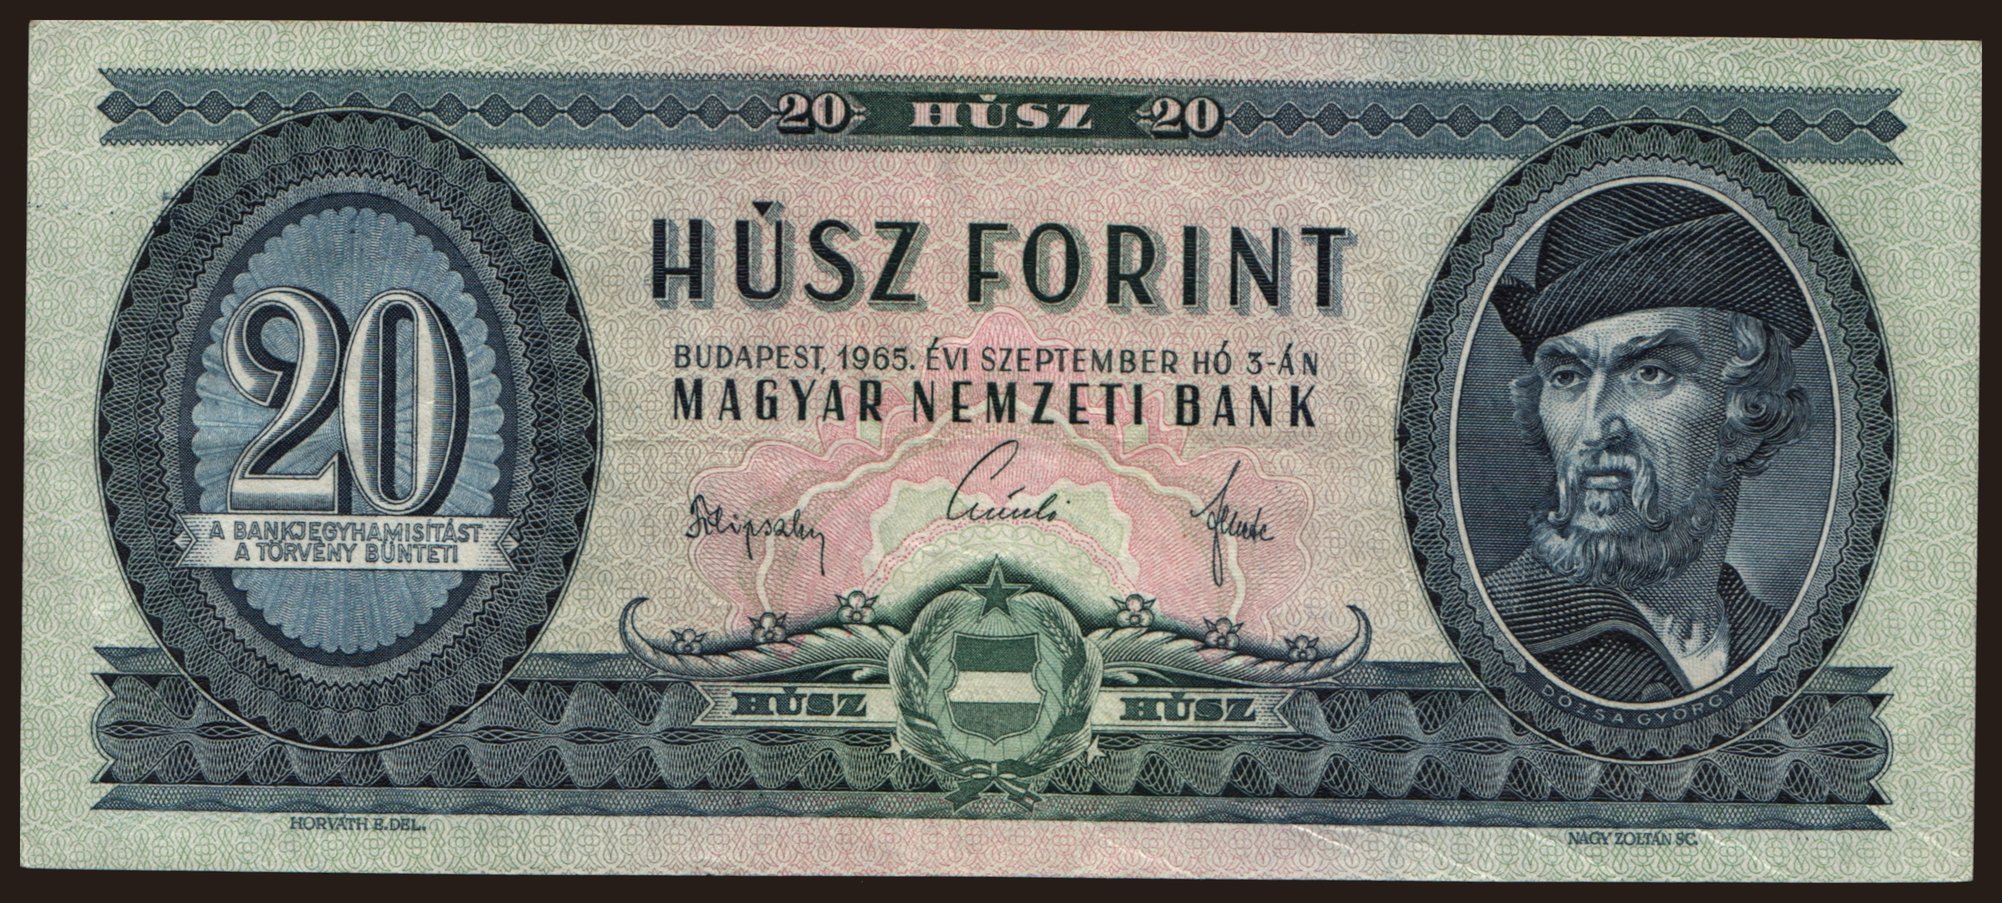 20 HÚSZ 20
HÚSZ FORINT
BUDAPEST, 1965. ÉVI SZEPTEMBER HÓ 3-ÁN
MAGYAR NEMZETI BANK
20
A BANKJEGYHAMISÍTÁST
A TÖRVÉNY BÜNTETI
HÚSZ HÚSZ
DÓZSA GYÖRGY
HORVÁTH E. DEL.
NAGY ZOLTÁN SC.